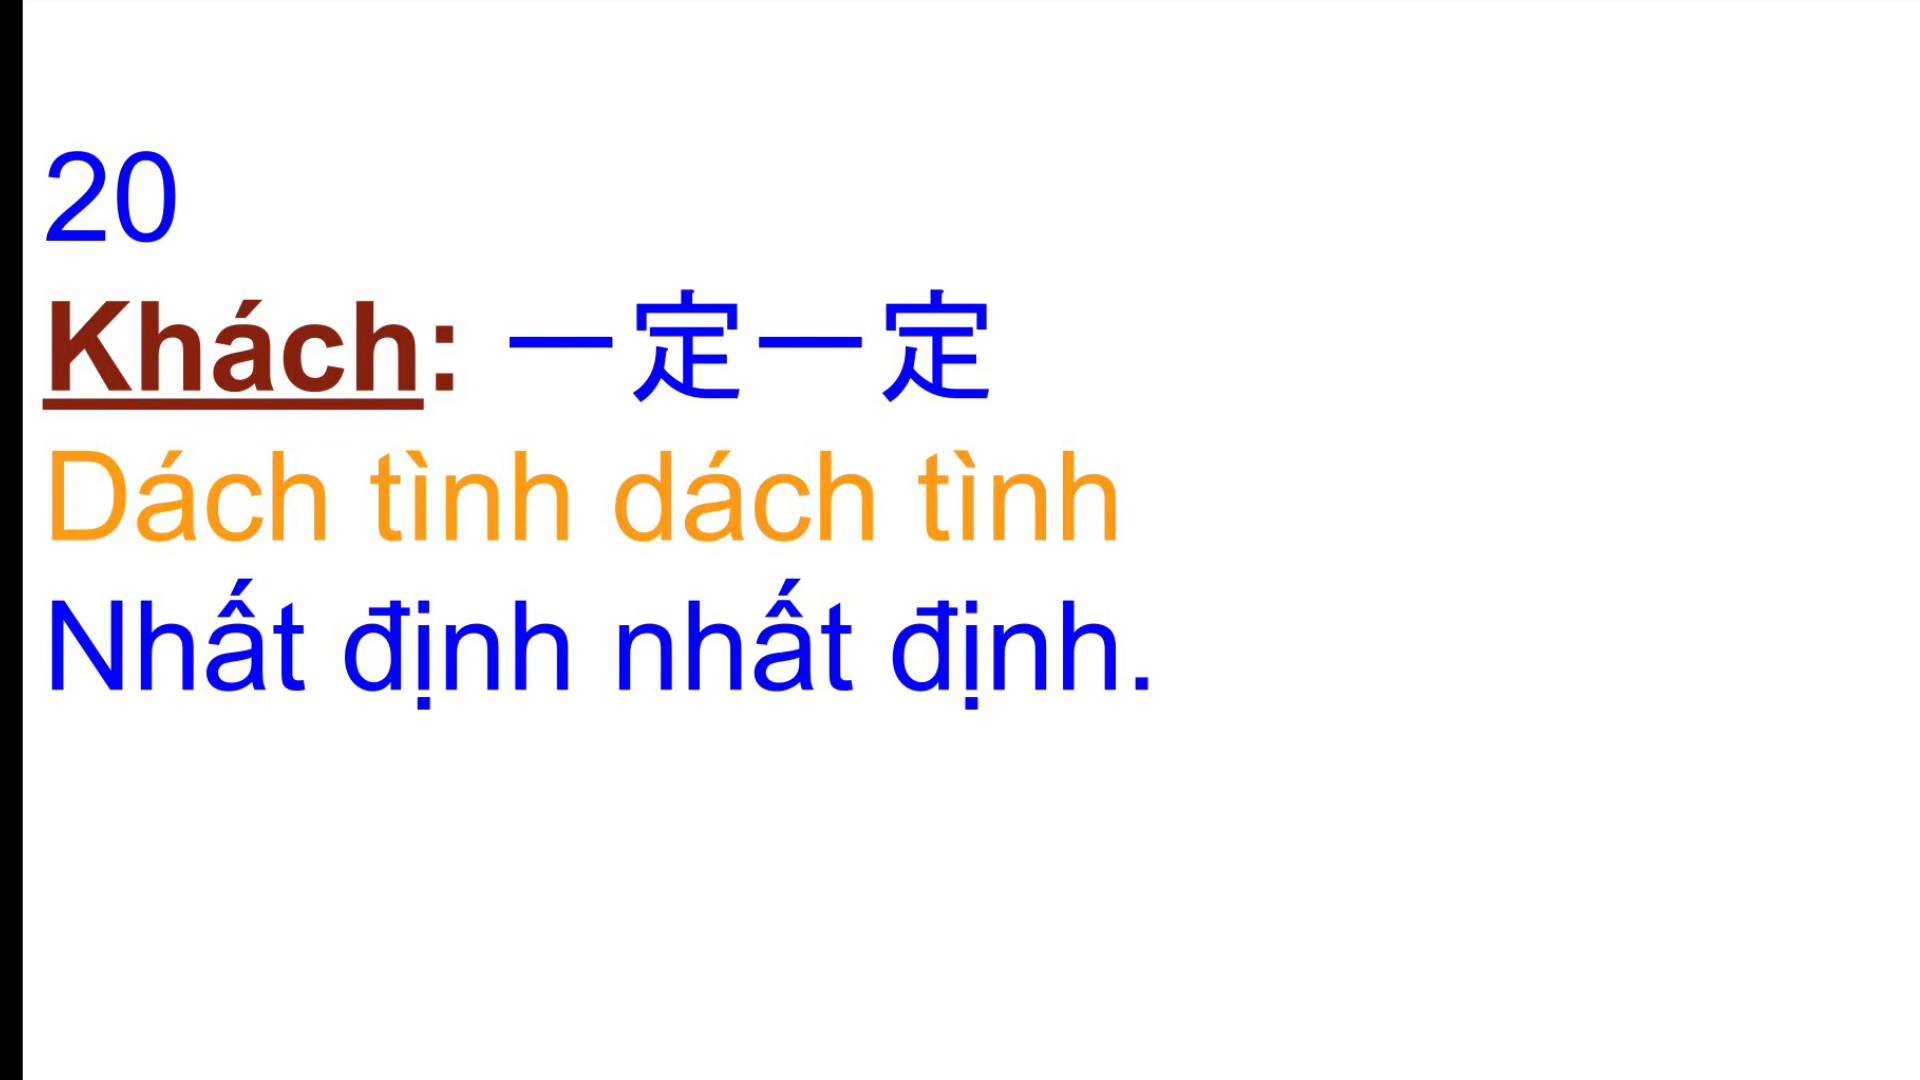 20
Khách: 一定一定
Dách tình dách tình
Nhất định nhất định.